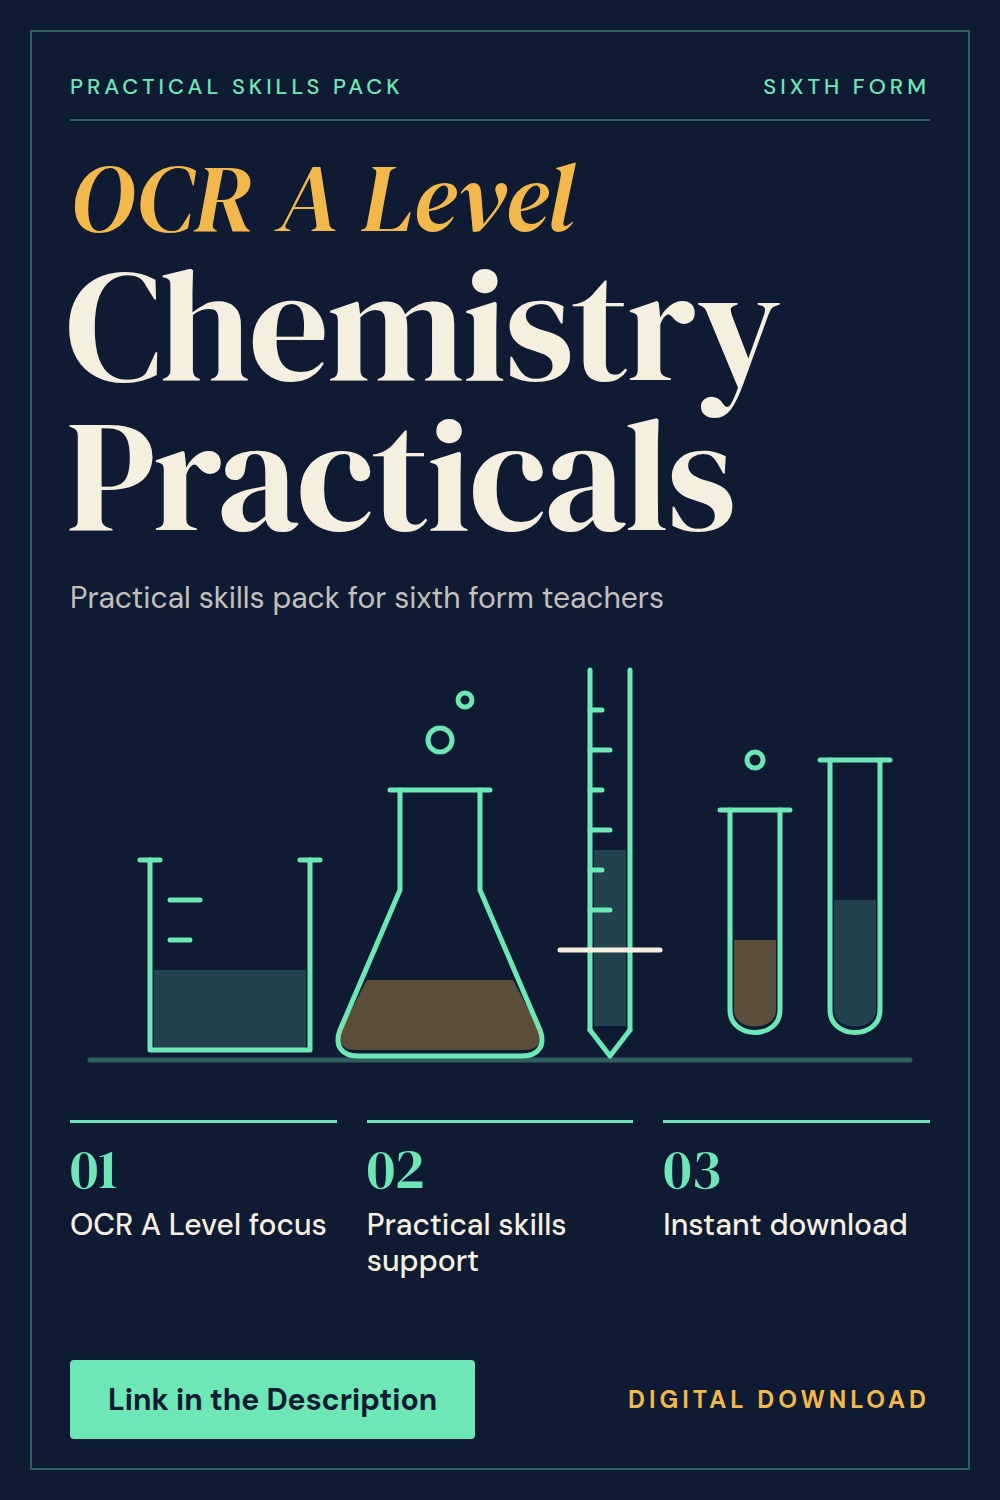 PRACTICAL SKILLS PACK
SIXTH FORM
OCR A Level
Chemistry
Practicals
Practical skills pack for sixth form teachers
01
OCR A Level focus
02
Practical skills
support
03
Instant download
Link in the Description
DIGITAL DOWNLOAD